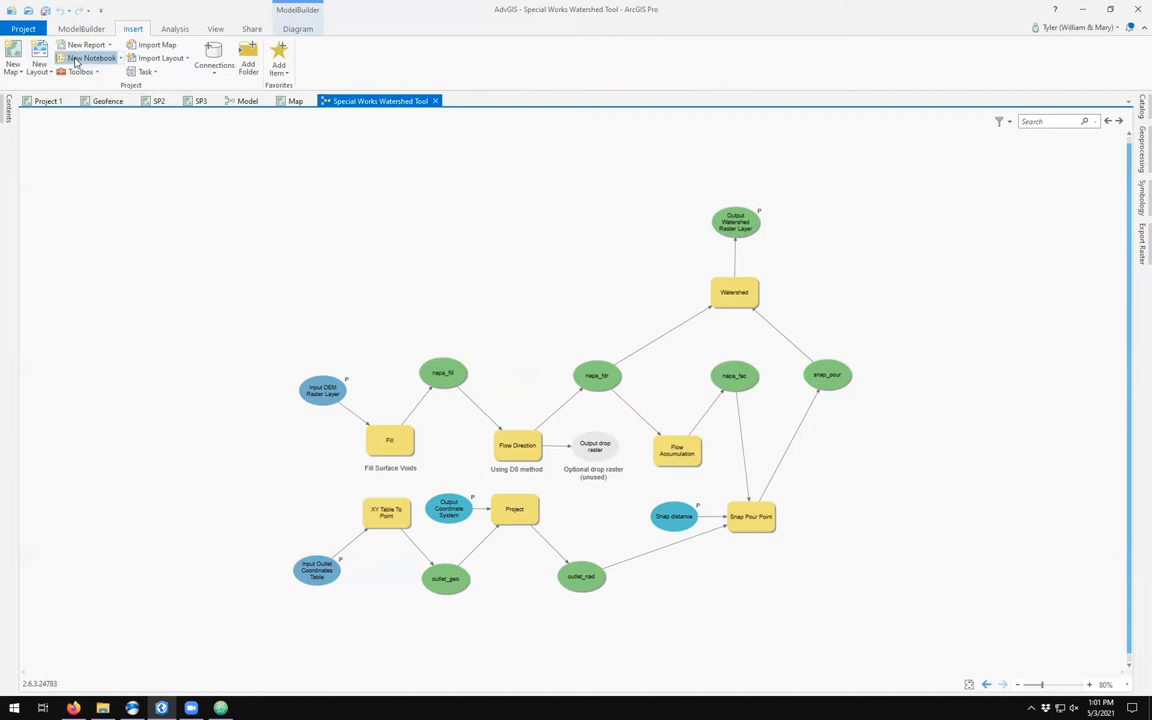 ModelBuilder
AdvGIS - Special Works Watershed Tool - ArcGIS Pro
Project
ModelBuilder
Insert
Analysis
View
Share
Diagram
Tyler (William & Mary)
New Map
New Layout
New Report
New Notebook
Toolbox
Import Map
Import Layout
Task
Connections
Add Folder
Add Item
Project
Favorites
Contents
Project 1
Geofence
SP2
SP3
Model
Map
Special Works Watershed Tool
Search
Catalog
Geoprocessing
Symbology
Export Raster
Output
Watershed
Raster Layer
P
Watershed
Input DEM
Raster Layer
P
napa_fill
napa_fdir
napa_fac
snap_pour
Fill
Fill Surface Voids
Flow Direction
Using D8 method
Output drop
raster
Optional drop raster
(unused)
Flow
Accumulation
XY Table To
Point
Output
Coordinate
System
P
Project
Snap distance
P
Snap Pour Point
Input Outlet
Coordinates
Table
P
outlet_geo
outlet_nad
2.6.3.24783
80%
1:01 PM
5/3/2021